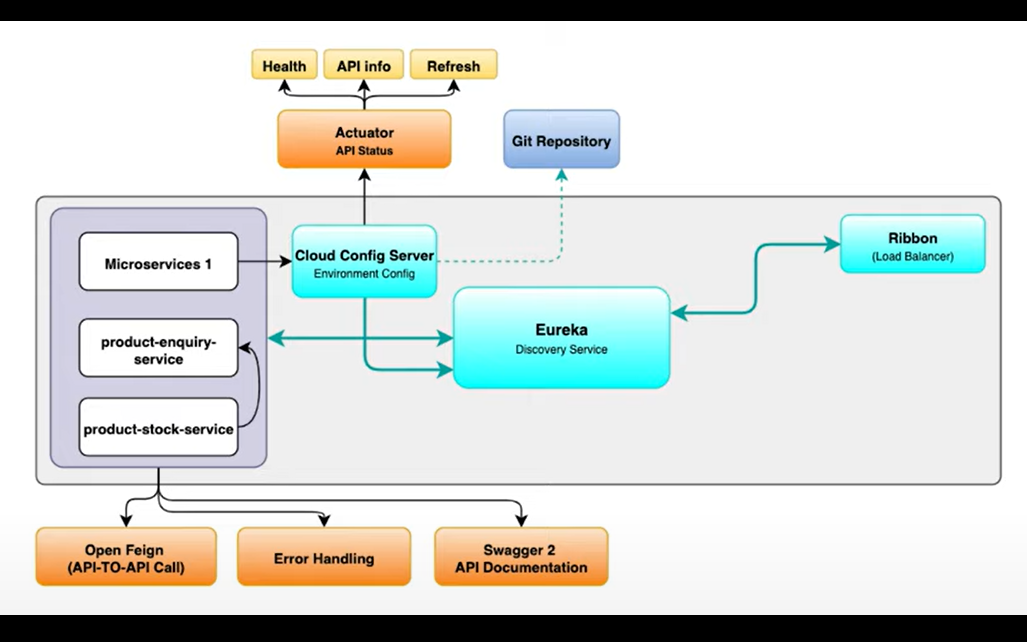 Health
API info
Refresh
Actuator
API Status
Git Repository
Microservices 1
Cloud Config Server
Environment Config
Ribbon
(Load Balancer)
product-enquiry-
service
Eureka
Discovery Service
product-stock-service
Open Feign
(API-TO-API Call)
Error Handling
Swagger 2
API Documentation